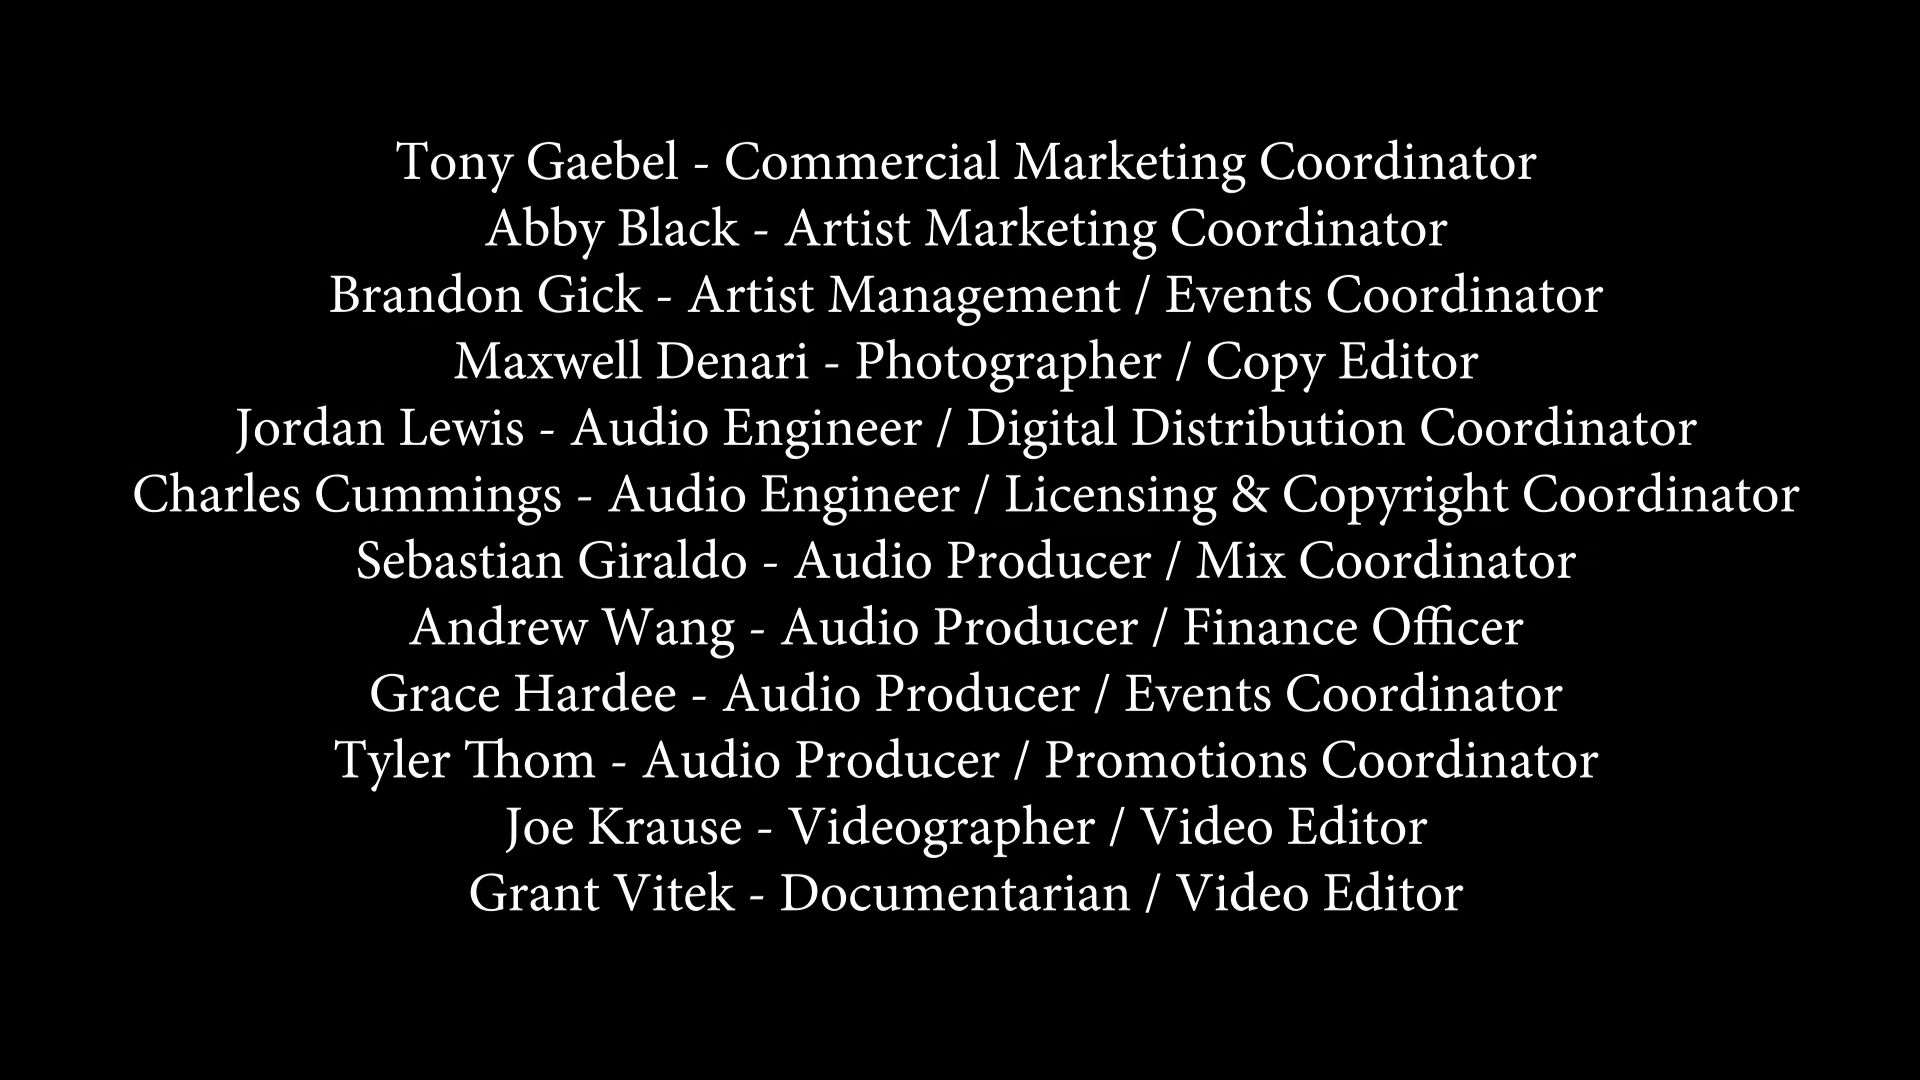 Tony Gaebel - Commercial Marketing Coordinator
Abby Black - Artist Marketing Coordinator
Brandon Gick - Artist Management / Events Coordinator
Maxwell Denari - Photographer / Copy Editor
Jordan Lewis - Audio Engineer / Digital Distribution Coordinator
Charles Cummings - Audio Engineer / Licensing & Copyright Coordinator
Sebastian Giraldo - Audio Producer / Mix Coordinator
Andrew Wang - Audio Producer / Finance Officer
Grace Hardee - Audio Producer / Events Coordinator
Tyler Thom - Audio Producer / Promotions Coordinator
Joe Krause - Videographer / Video Editor
Grant Vitek - Documentarian / Video Editor